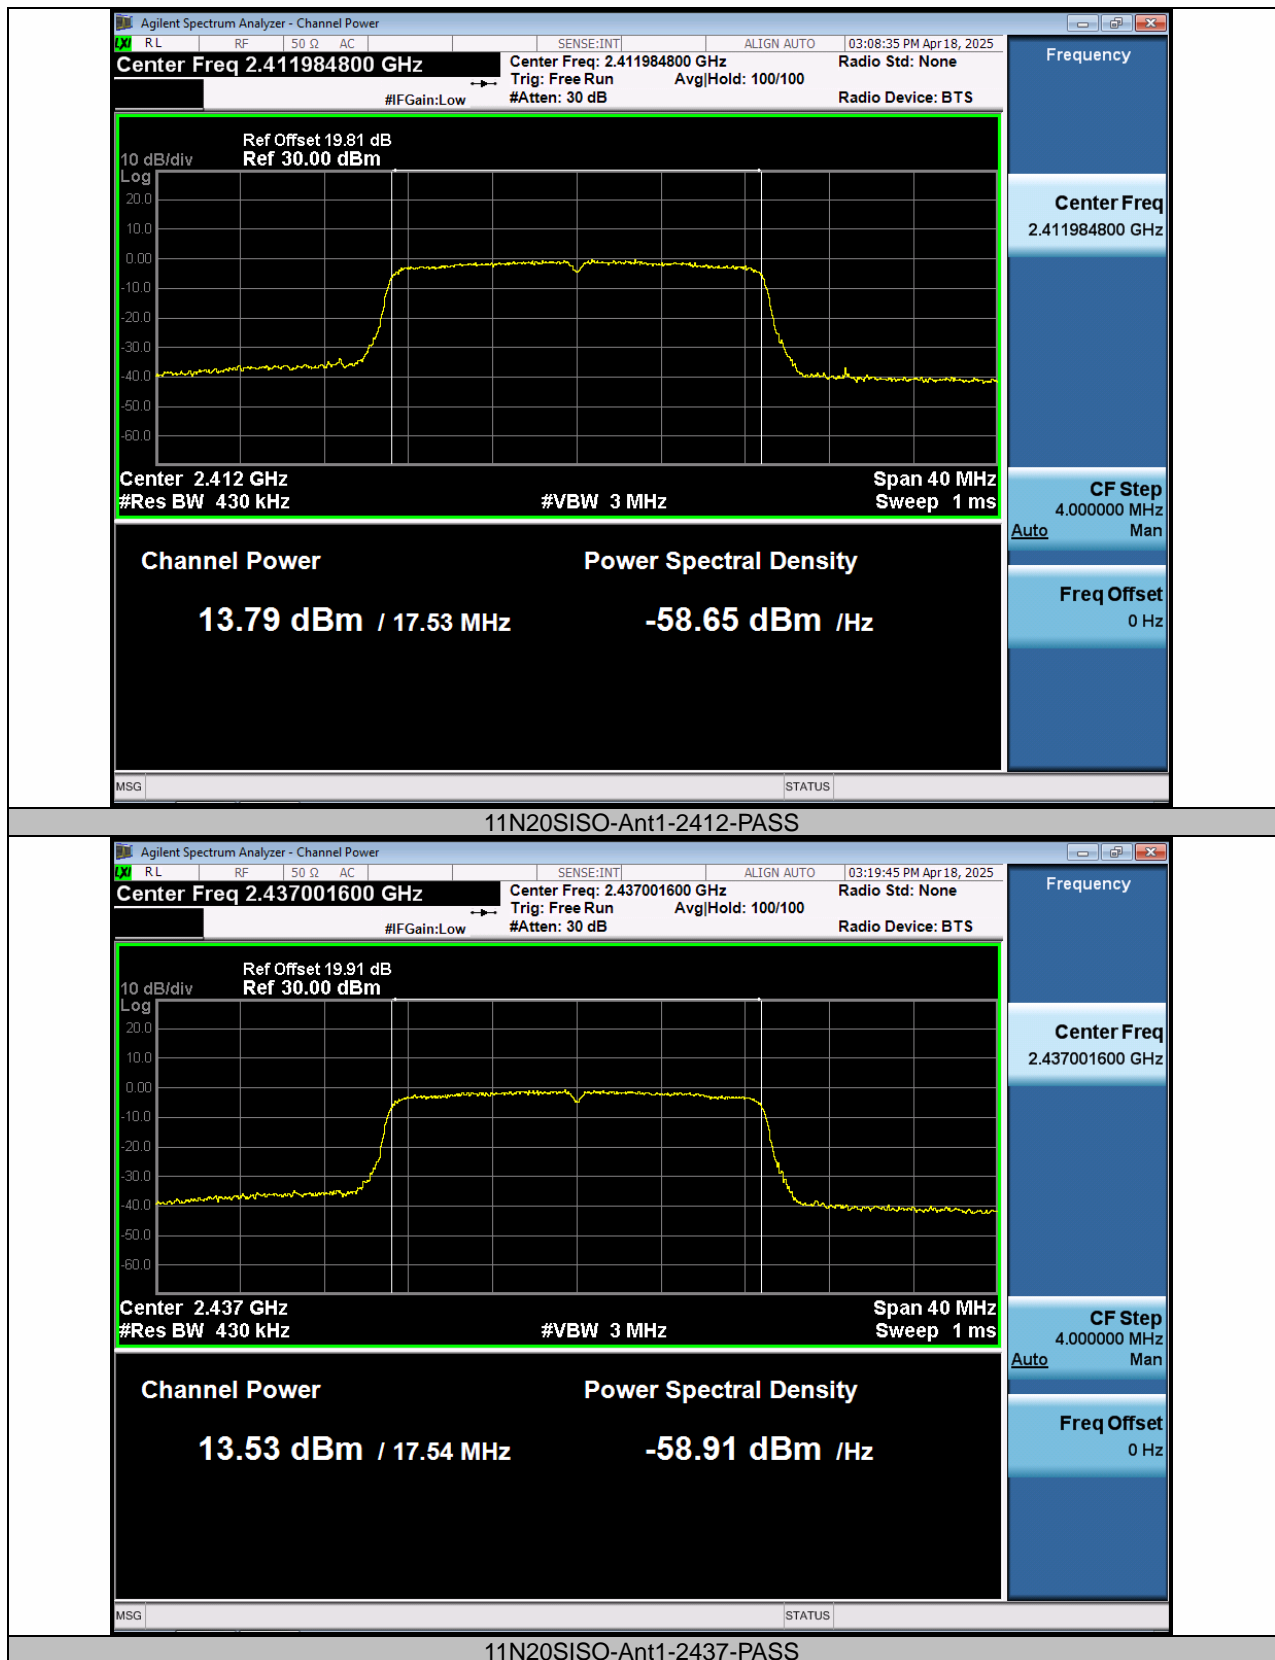 Agilent Spectrum Analyzer - Channel Power
LXI RL RF 50 Ω AC SENSE:INT ALIGN AUTO 03:08:35 PM Apr 18, 2025
Center Freq 2.411984800 GHz
Center Freq: 2.411984800 GHz Radio Std: None
Trig: Free Run Avg|Hold: 100/100
#IFGain:Low #Atten: 30 dB Radio Device: BTS
Frequency
Ref Offset 19.81 dB
10 dB/div Ref 30.00 dBm
Log
20.0
10.0
0.00
-10.0
-20.0
-30.0
-40.0
-50.0
-60.0
Center 2.412 GHz Span 40 MHz
#Res BW 430 kHz #VBW 3 MHz Sweep 1 ms
Center Freq
2.411984800 GHz
CF Step
4.000000 MHz
Auto Man
Freq Offset
0 Hz
Channel Power Power Spectral Density
13.79 dBm / 17.53 MHz -58.65 dBm /Hz
MSG STATUS
11N20SISO-Ant1-2412-PASS
Agilent Spectrum Analyzer - Channel Power
LXI RL RF 50 Ω AC SENSE:INT ALIGN AUTO 03:19:45 PM Apr 18, 2025
Center Freq 2.437001600 GHz
Center Freq: 2.437001600 GHz Radio Std: None
Trig: Free Run Avg|Hold: 100/100
#IFGain:Low #Atten: 30 dB Radio Device: BTS
Frequency
Ref Offset 19.91 dB
10 dB/div Ref 30.00 dBm
Log
20.0
10.0
0.00
-10.0
-20.0
-30.0
-40.0
-50.0
-60.0
Center 2.437 GHz Span 40 MHz
#Res BW 430 kHz #VBW 3 MHz Sweep 1 ms
Center Freq
2.437001600 GHz
CF Step
4.000000 MHz
Auto Man
Freq Offset
0 Hz
Channel Power Power Spectral Density
13.53 dBm / 17.54 MHz -58.91 dBm /Hz
MSG STATUS
11N20SISO-Ant1-2437-PASS